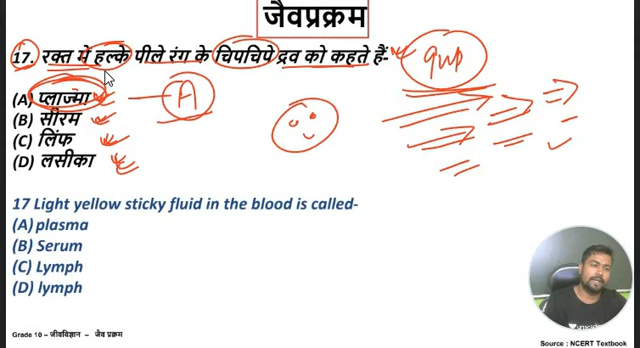 जैवप्रक्रम
17. रक्त में हल्के पीले रंग के चिपचिपे द्रव को कहते हैं-
(A) प्लाज्मा
A
(B) सीरम
(C) लिंफ
(D) लसीका
17 Light yellow sticky fluid in the blood is called-
(A) plasma
(B) Serum
(C) Lymph
(D) lymph
Grade 10 – जीवविज्ञान – जैव प्रक्रम
Source : NCERT Textbook